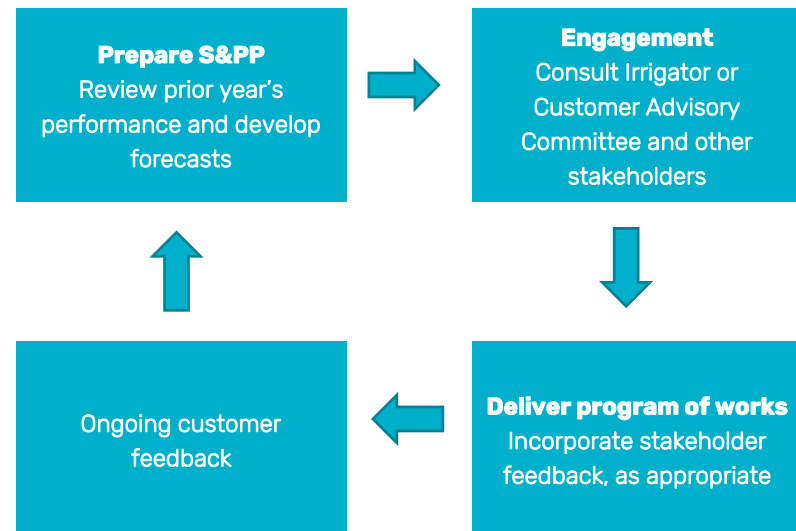 Prepare S&PP
Review prior year's
performance and develop
forecasts
Engagement
Consult Irrigator or
Customer Advisory
Committee and other
stakeholders
Ongoing customer
feedback
Deliver program of works
Incorporate stakeholder
feedback, as appropriate